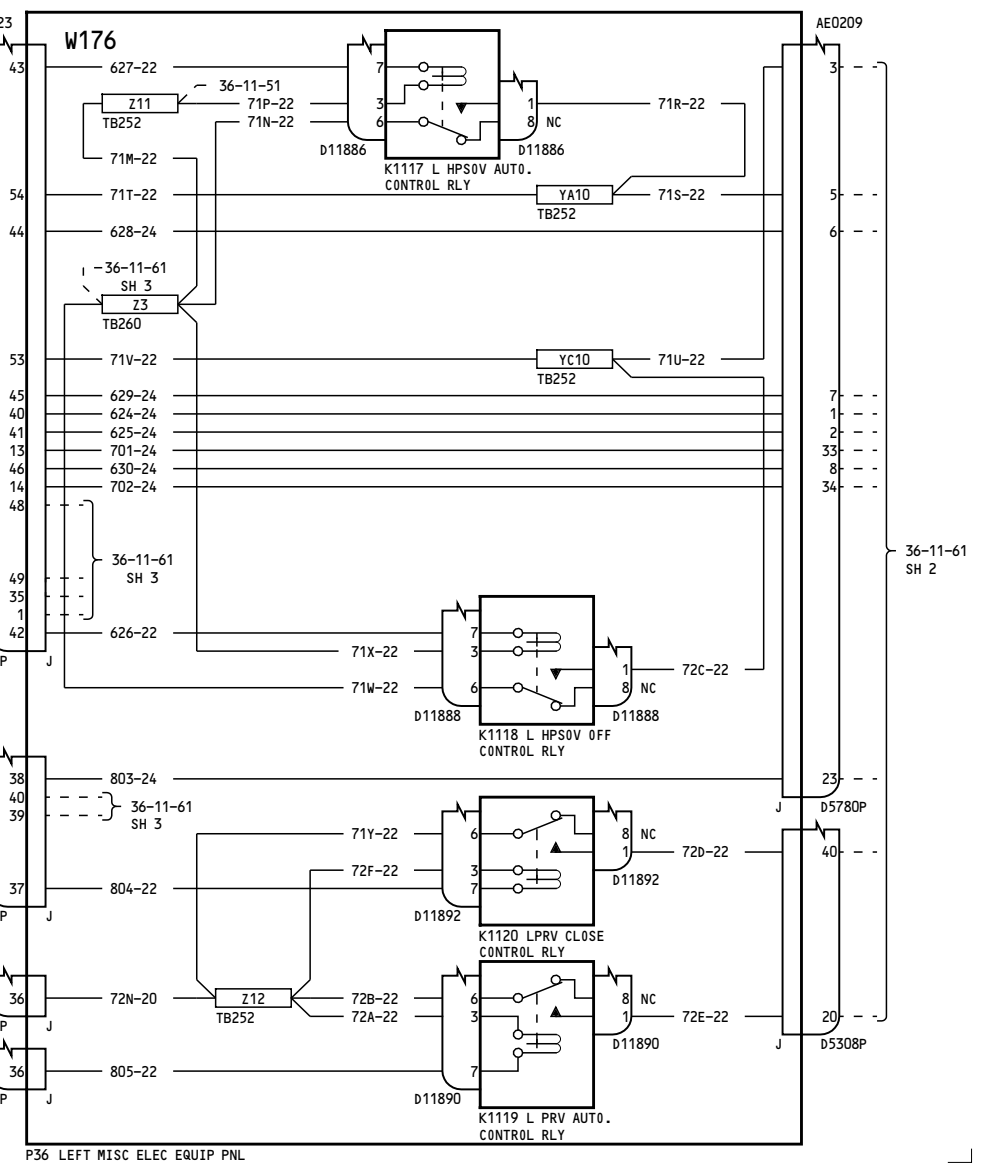 23
AE0209
W176
43
627-22
7
3
36-11-51
Z11
71P-22
3
1
71R-22
TB252
71N-22
6
8 NC
D11886
D11886
71M-22
K1117 L HPSOV AUTO.
CONTROL RLY
54
71T-22
YA10
71S-22
5
TB252
44
628-24
6
36-11-61
SH 3
Z3
TB260
53
71V-22
YC10
71U-22
TB252
45
629-24
7
40
624-24
1
41
625-24
2
13
701-24
33
46
630-24
8
14
702-24
34
48
36-11-61
SH 3
36-11-61
SH 2
49
35
1
42
626-22
7
P
J
71X-22
3
1
72C-22
71W-22
6
8 NC
D11888
D11888
K1118 L HPSOV OFF
CONTROL RLY
38
803-24
23
40
39
36-11-61
SH 3
J
D5780P
71Y-22
6
8 NC
1
72D-22
40
72F-22
3
37
804-22
7
D11892
P
J
D11892
K1120 LPRV CLOSE
CONTROL RLY
36
72N-20
Z12
72B-22
6
8 NC
TB252
72A-22
3
1
72E-22
20
P
J
D11890
J
D5308P
36
805-22
7
P
J
D11890
K1119 L PRV AUTO.
CONTROL RLY
P36 LEFT MISC ELEC EQUIP PNL